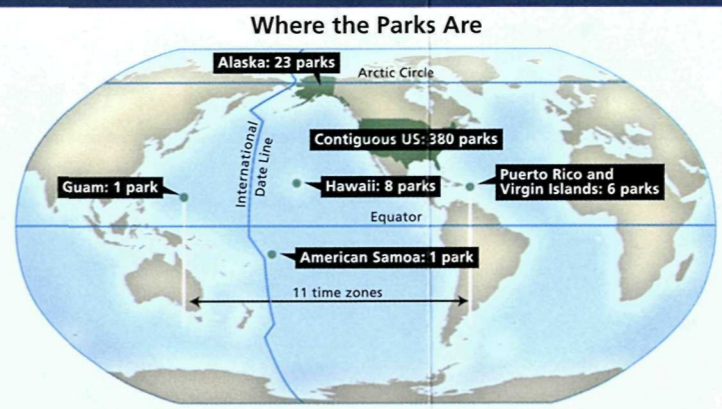 Where the Parks Are
Alaska: 23 parks
Arctic Circle
International
Date Line
Contiguous US: 380 parks
Guam: 1 park
Hawaii: 8 parks
Puerto Rico and
Virgin Islands: 6 parks
Equator
American Samoa: 1 park
11 time zones